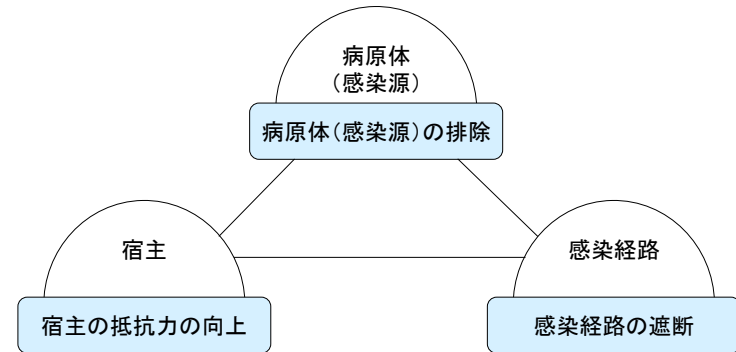 病原体
（感染源）
病原体（感染源）の排除
宿主
宿主の抵抗力の向上
感染経路
感染経路の遮断